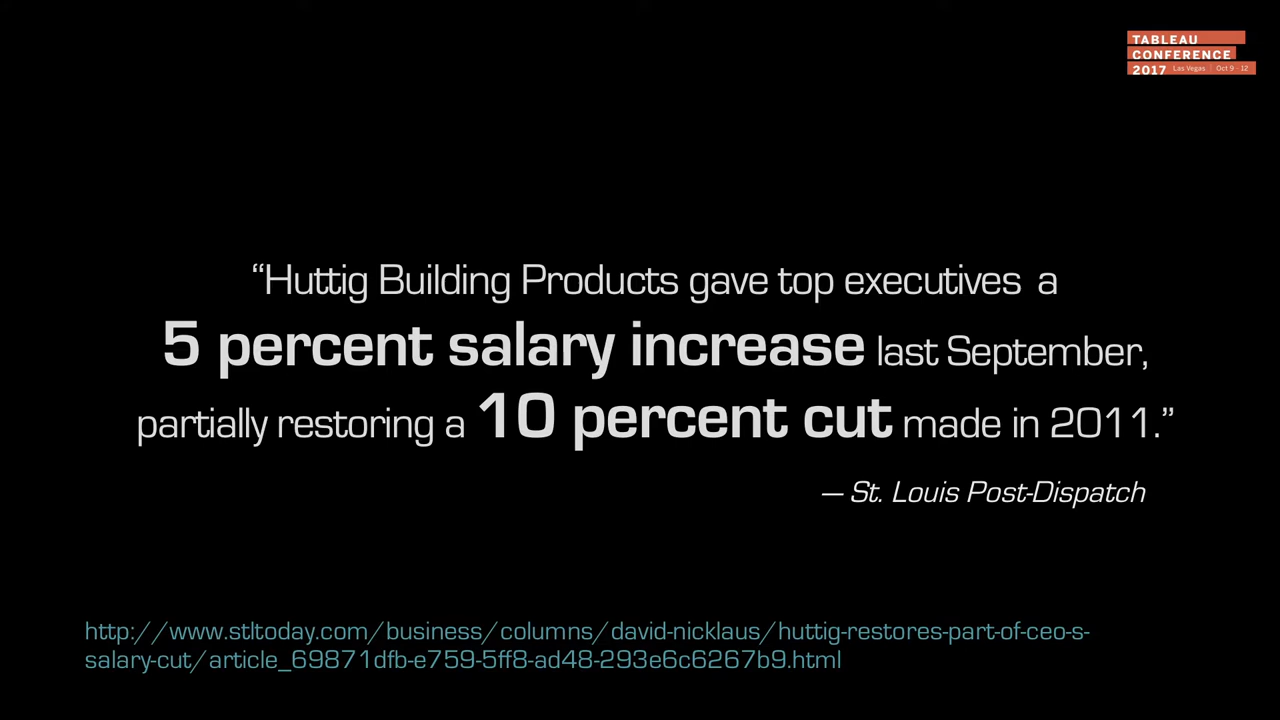 TABLEAU
CONFERENCE
2017 Las Vegas | Oct 9 - 12
“Huttig Building Products gave top executives a
5 percent salary increase last September,
partially restoring a 10 percent cut made in 2011.”
— St. Louis Post-Dispatch
http://www.stltoday.com/business/columns/david-nicklaus/huttig-restores-part-of-ceo-s-
salary-cut/article_69871dfb-e759-5ff8-ad48-293e6c6267b9.html